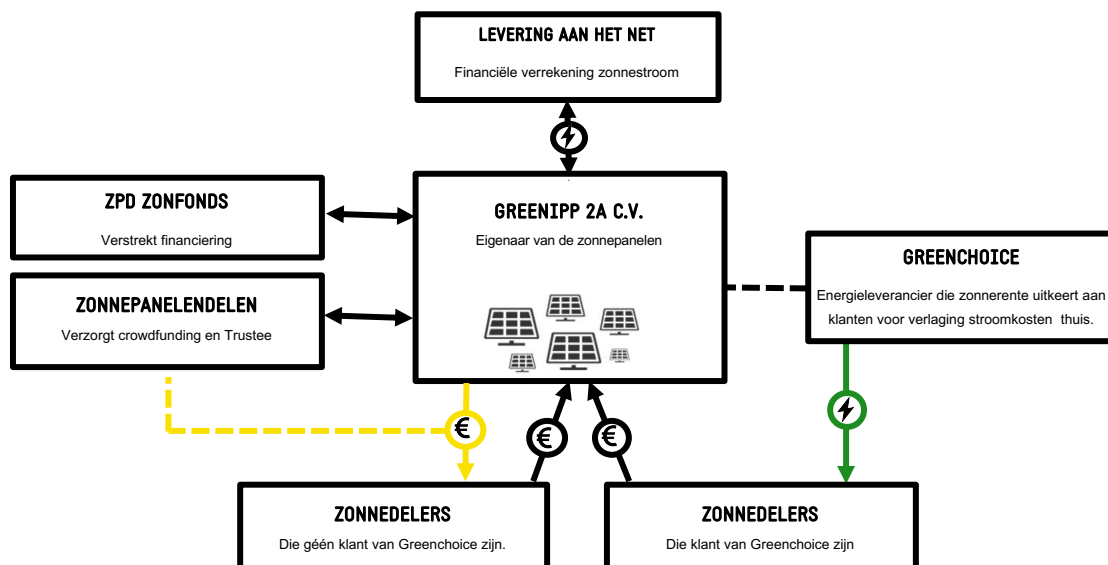 LEVERING AAN HET NET
Financiële verrekening zonnestroom
ZPD ZONFONDS
Verstrekt financiering
GREENIPP 2A C.V.
Eigenaar van de zonnepanelen
ZONNEPANELENDELEN
Verzorgt crowdfunding en Trustee
GREENCHOICE
Energieleverancier die zonnerente uitkeert aan
klanten voor verlaging stroomkosten thuis.
€
€
€
ZONNEDELERS
Die géén klant van Greenchoice zijn.
ZONNEDELERS
Die klant van Greenchoice zijn